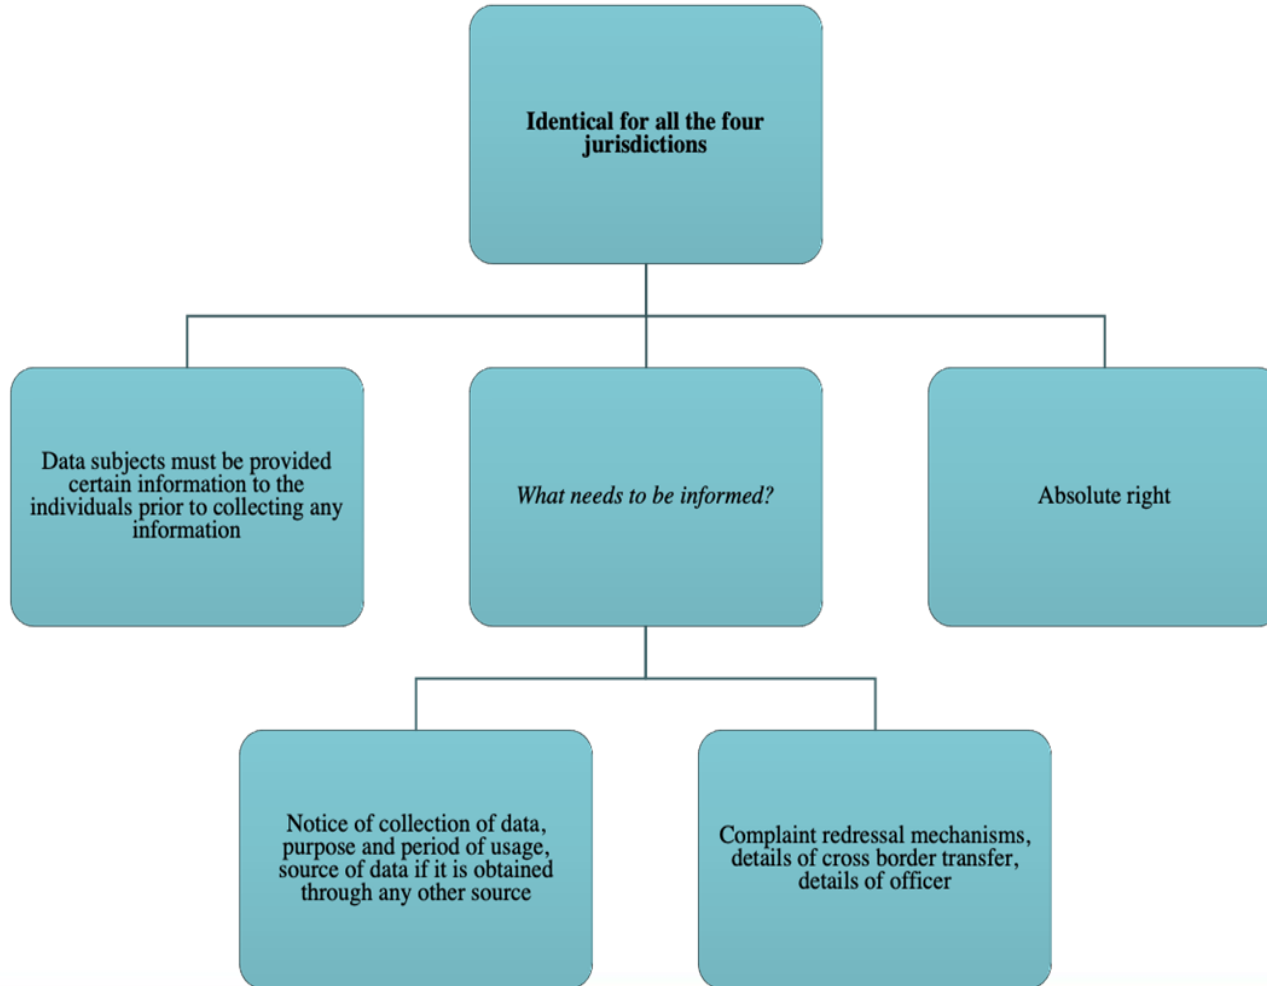 Identical for all the four
jurisdictions
Data subjects must be provided
certain information to the
individuals prior to collecting any
information
What needs to be informed?
Absolute right
Notice of collection of data,
purpose and period of usage,
source of data if it is obtained
through any other source
Complaint redressal mechanisms,
details of cross border transfer,
details of officer